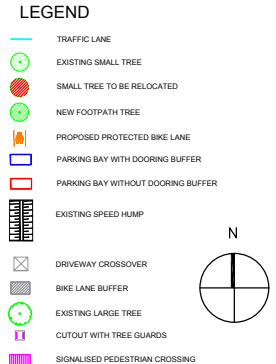 LEGEND
TRAFFIC LANE
EXISTING SMALL TREE
SMALL TREE TO BE RELOCATED
NEW FOOTPATH TREE
PROPOSED PROTECTED BIKE LANE
PARKING BAY WITH DOORING BUFFER
PARKING BAY WITHOUT DOORING BUFFER
EXISTING SPEED HUMP
N
DRIVEWAY CROSSOVER
BIKE LANE BUFFER
EXISTING LARGE TREE
CUTOUT WITH TREE GUARDS
SIGNALISED PEDESTRIAN CROSSING